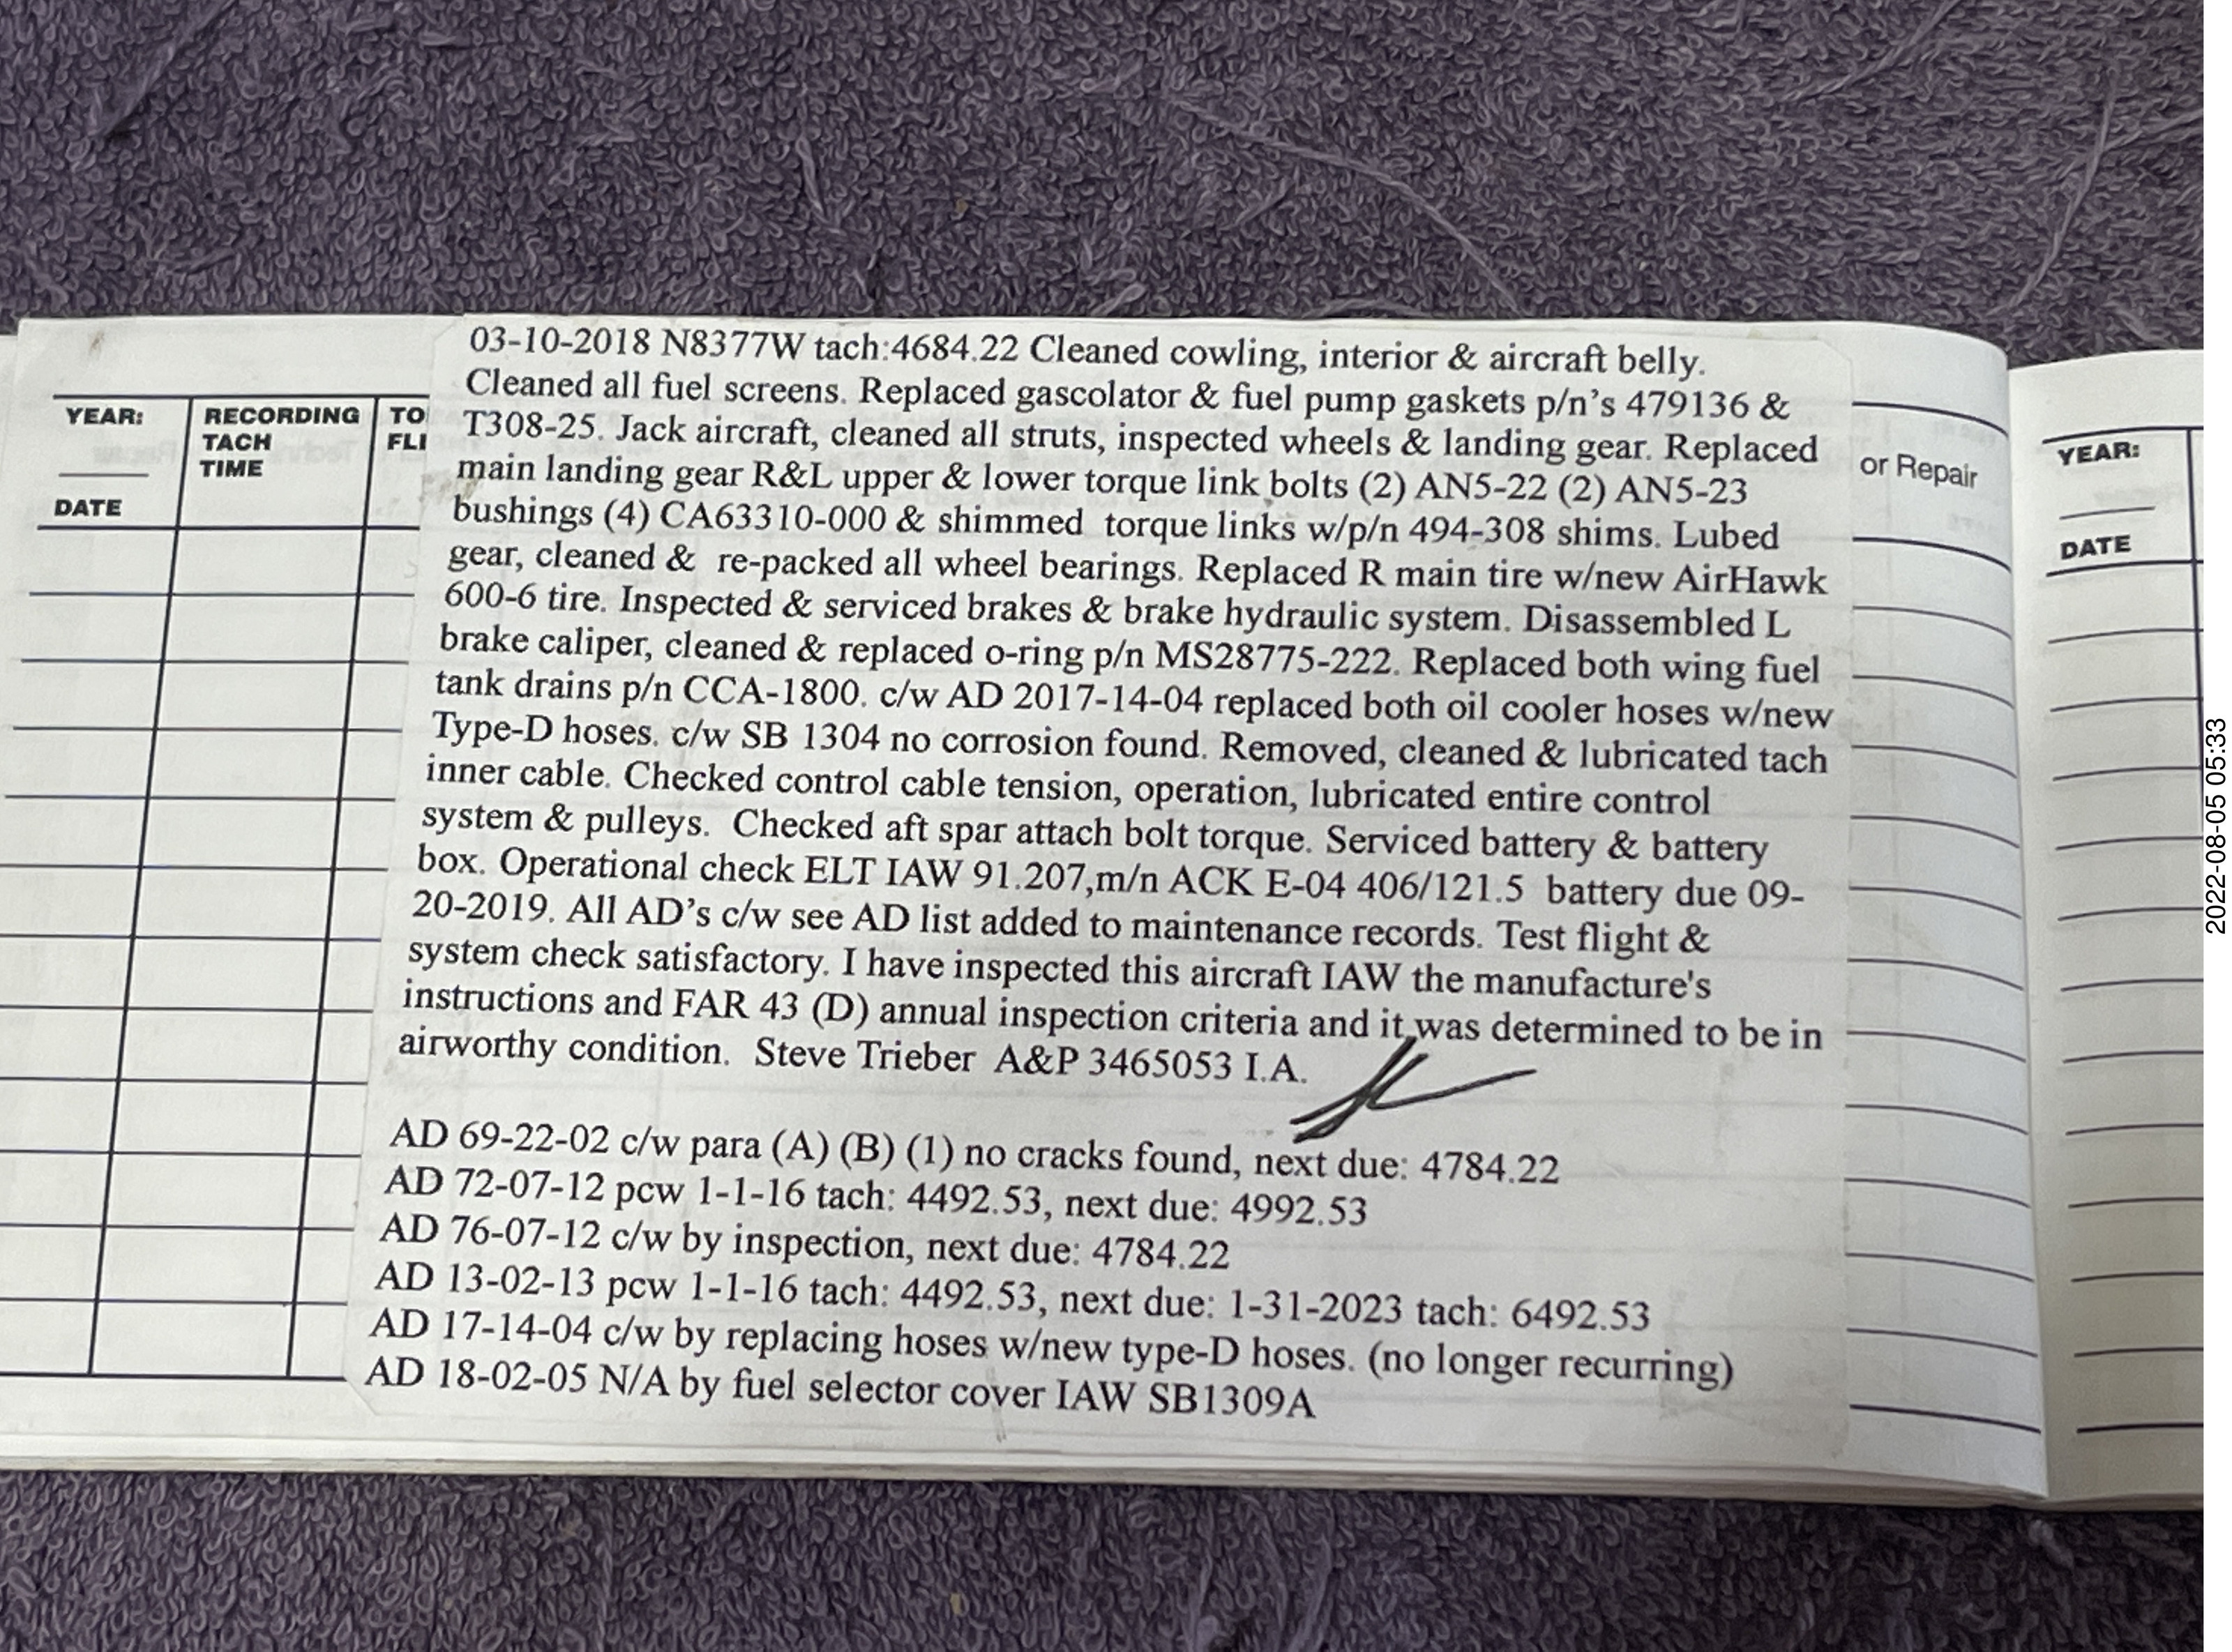 YEAR:
DATE
RECORDING
TACH
TIME
TO
FLI
03-10-2018 N8377W tach:4684.22 Cleaned cowling, interior & aircraft belly.
Cleaned all fuel screens. Replaced gascolator & fuel pump gaskets p/n's 479136 &
T308-25. Jack aircraft, cleaned all struts, inspected wheels & landing gear. Replaced
main landing gear R&L upper & lower torque link bolts (2) AN5-22 (2) AN5-23
bushings (4) CA63310-000 & shimmed torque links w/p/n 494-308 shims. Lubed
gear, cleaned & re-packed all wheel bearings. Replaced R main tire w/new AirHawk
600-6 tire. Inspected & serviced brakes & brake hydraulic system. Disassembled L
brake caliper, cleaned & replaced o-ring p/n MS28775-222. Replaced both wing fuel
tank drains p/n CCA-1800. c/w AD 2017-14-04 replaced both oil cooler hoses w/new
Type-D hoses. c/w SB 1304 no corrosion found. Removed, cleaned & lubricated tach
inner cable. Checked control cable tension, operation, lubricated entire control
system & pulleys. Checked aft spar attach bolt torque. Serviced battery & battery
box. Operational check ELT IAW 91.207,m/n ACK E-04 406/121.5 battery due 09-
20-2019. All AD's c/w see AD list added to maintenance records. Test flight &
system check satisfactory. I have inspected this aircraft IAW the manufacture's
instructions and FAR 43 (D) annual inspection criteria and it was determined to be in
airworthy condition. Steve Trieber A&P 3465053 I.A.
AD 69-22-02 c/w para (A) (B) (1) no cracks found, next due: 4784.22
AD 72-07-12 pcw 1-1-16 tach: 4492.53, next due: 4992.53
AD 76-07-12 c/w by inspection, next due: 4784.22
AD 13-02-13 pcw 1-1-16 tach: 4492.53, next due: 1-31-2023 tach: 6492.53
AD 17-14-04 c/w by replacing hoses w/new type-D hoses. (no longer recurring)
AD 18-02-05 N/A by fuel selector cover IAW SB1309A
or Repair
YEAR:
DATE
2022-08-05 05:33